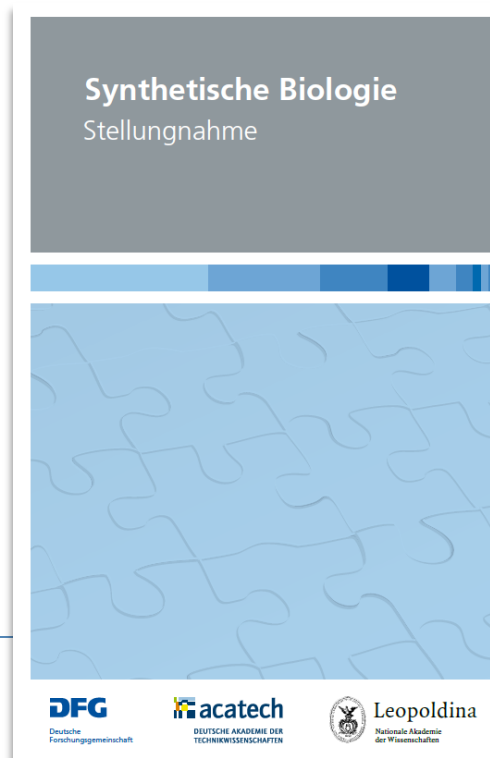 Synthetische Biologie
Stellungnahme
DFG
Deutsche
Forschungsgemeinschaft
acatech
DEUTSCHE AKADEMIE DER
TECHNIKWISSENSCHAFTEN
Leopoldina
Nationale Akademie
der Wissenschaften